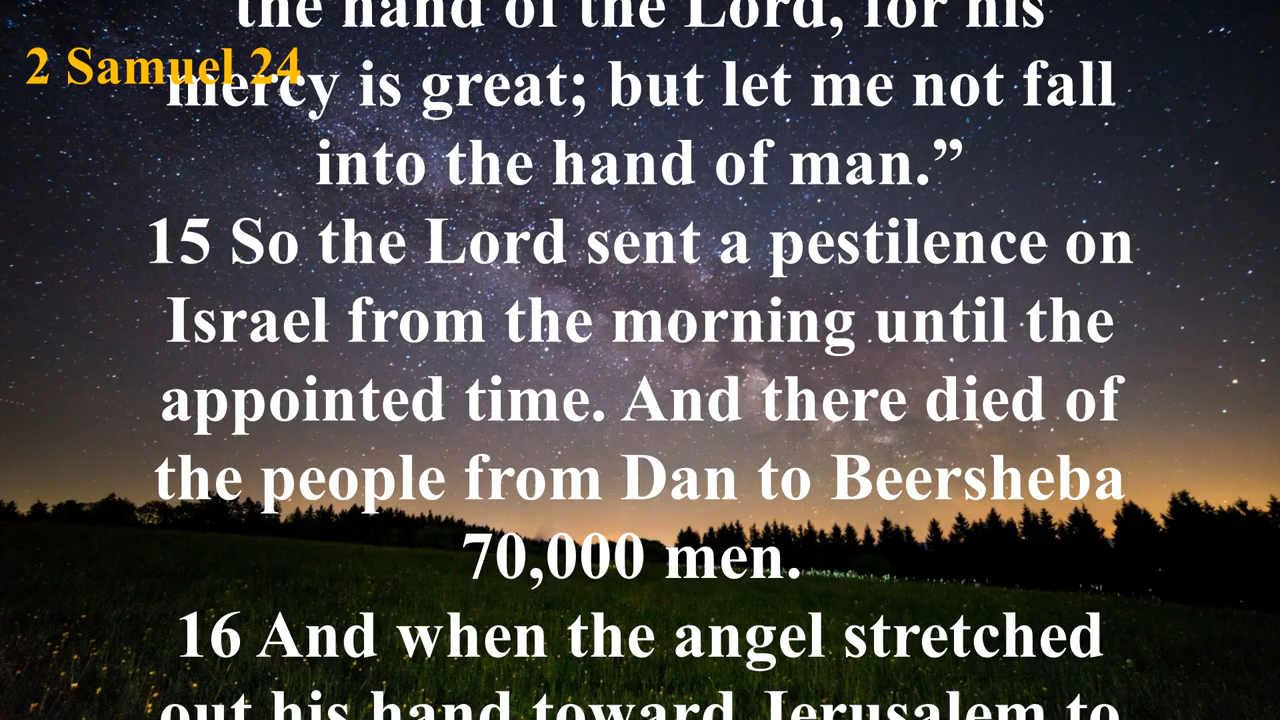 the hand of the Lord, for his
2 Samuel 24
mercy is great; but let me not fall
into the hand of man.”
15 So the Lord sent a pestilence on
Israel from the morning until the
appointed time. And there died of
the people from Dan to Beersheba
70,000 men.
16 And when the angel stretched
out his hand toward Jerusalem to